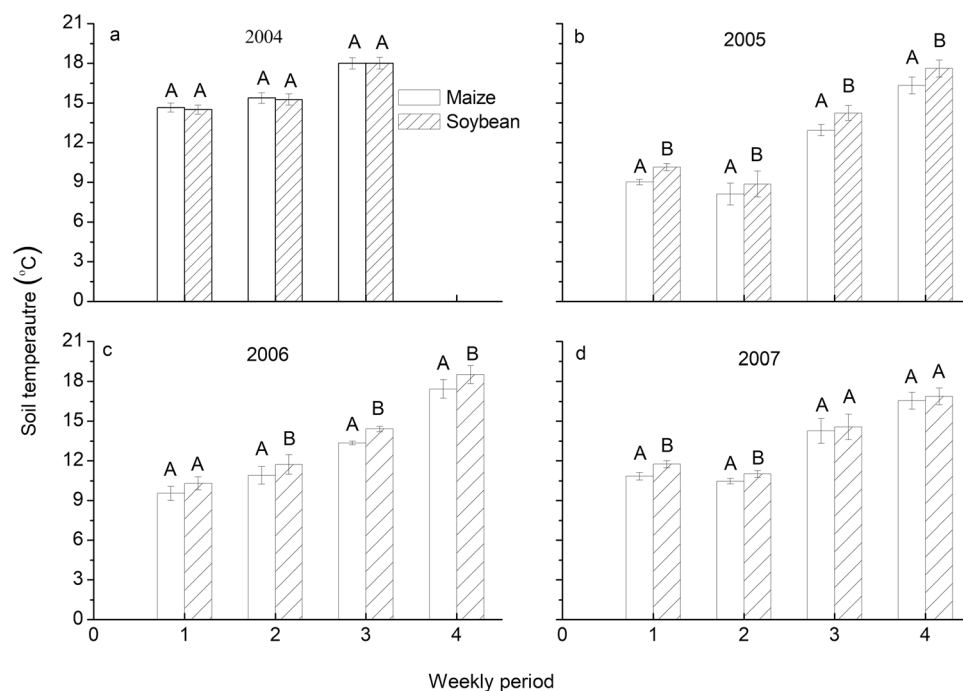 a
2004
21
18
15
12
9
6
3
0
A A
A A
A A
Maize
Soybean
b
2005
A B
A B
A B
A B
c
2006
21
18
15
12
9
6
3
0
A A
A B
A B
A B
d
2007
A B
A B
A A
A A
0 1 2 3 4
0 1 2 3 4
Soil temperautre (°C)
Weekly period